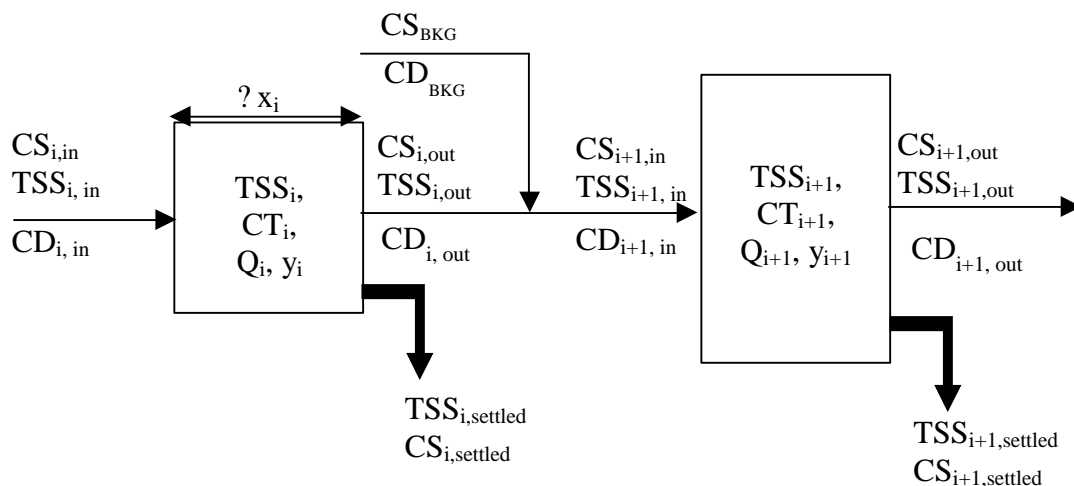 CS_BKG
CD_BKG
? x_i
CS_i,in
TSS_i, in
CD_i, in
TSS_i,
CT_i,
Q_i, y_i
CS_i,out
TSS_i,out
CD_i, out
CS_i+1,in
TSS_i+1, in
CD_i+1, in
TSS_i+1,
CT_i+1,
Q_i+1, y_i+1
CS_i+1,out
TSS_i+1,out
CD_i+1, out
TSS_i,settled
CS_i,settled
TSS_i+1,settled
CS_i+1,settled